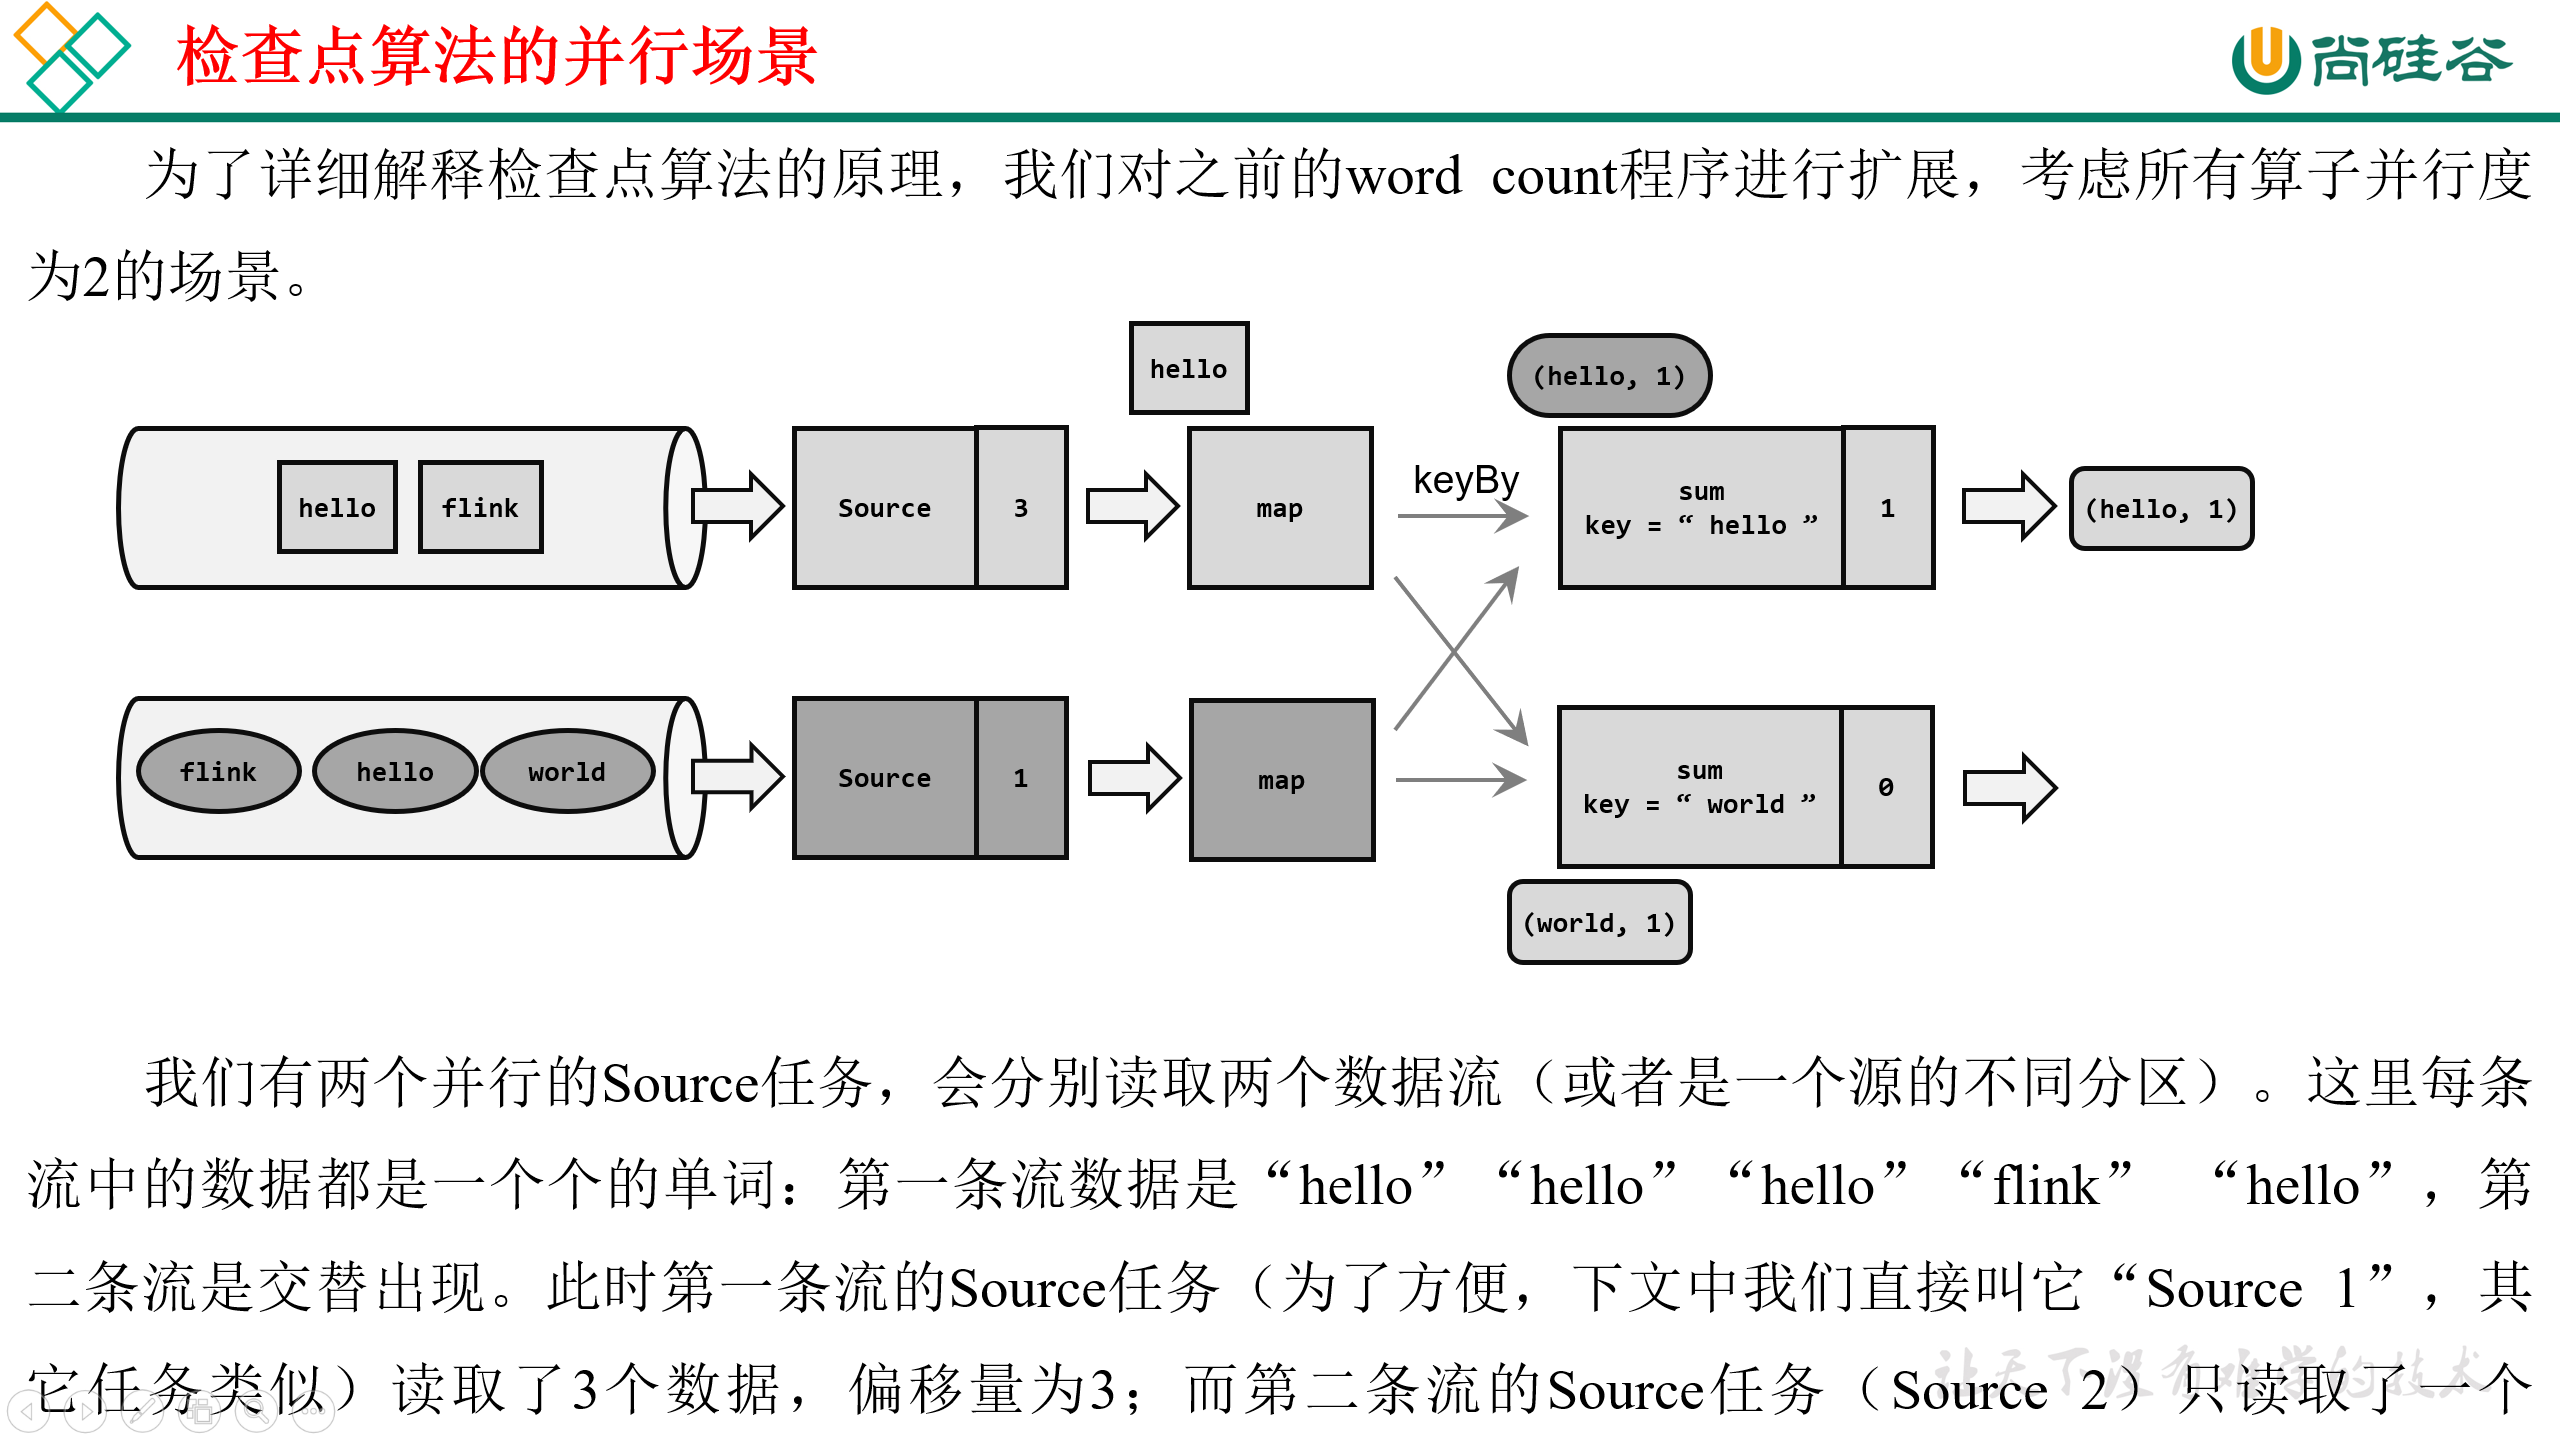 检查点算法的并行场景
尚硅谷
为了详细解释检查点算法的原理，我们对之前的word count程序进行扩展，考虑所有算子并行度
为2的场景。
hello
(hello, 1)
hello
flink
Source
3
map
keyBy
sum
key = “ hello ”
1
(hello, 1)
flink
hello
world
Source
1
map
sum
key = “ world ”
0
(world, 1)
我们有两个并行的Source任务，会分别读取两个数据流（或者是一个源的不同分区）。这里每条
流中的数据都是一个个的单词：第一条流数据是“hello”“hello”“hello”“flink” “hello”，第
二条流是交替出现。此时第一条流的Source任务（为了方便，下文中我们直接叫它“Source 1”，其
它任务类似）读取了3个数据，偏移量为3；而第二条流的Source任务（Source 2）只读取了一个
让天下没有难学的技术